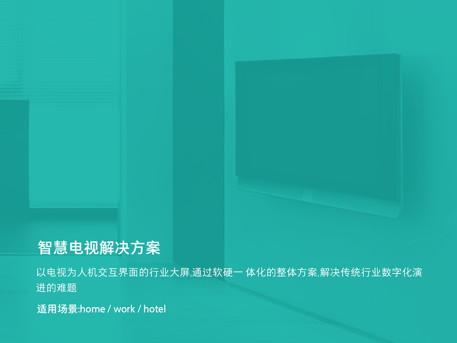 智慧电视解决方案
以电视为人机交互界面的行业大屏,通过软硬一 体化的整体方案,解决传统行业数字化演
进的难题
适用场景:home / work / hotel